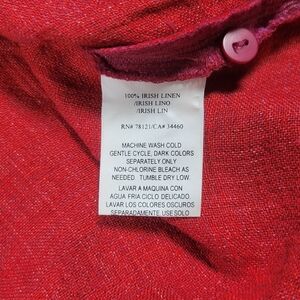 100% IRISH LINEN
/IRISH LINO
/IRISH LIN
RN# 78121/CA# 34460
MACHINE WASH COLD
GENTLE CYCLE, DARK COLORS
SEPARATELY ONLY
NON-CHLORINE BLEACH AS
NEEDED. TUMBLE DRY LOW.
LAVAR A MAQUINA CON
AGUA FRIA CICLO DELICADO.
LAVAR LOS COLORES OSCUROS
SEPARADAMENTE USE SOLO